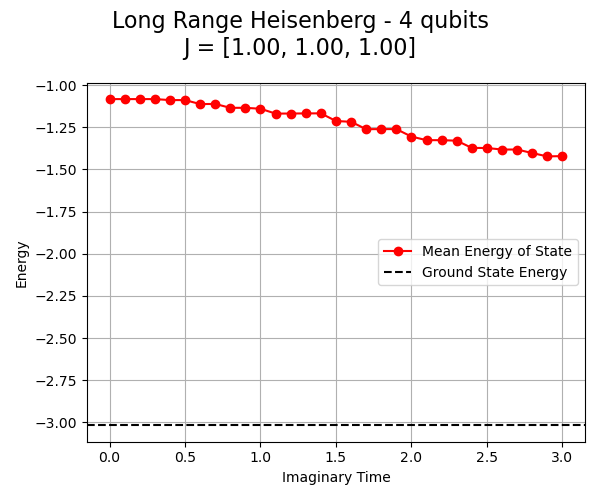 Long Range Heisenberg - 4 qubits
J = [1.00, 1.00, 1.00]
−1.00
−1.25
−1.50
−1.75
−2.00
−2.25
−2.50
−2.75
−3.00
Energy
Mean Energy of State
Ground State Energy
0.0 0.5 1.0 1.5 2.0 2.5 3.0
Imaginary Time